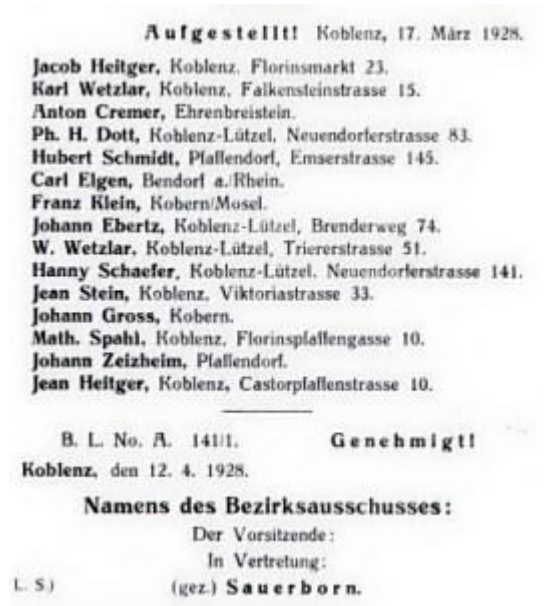 Aufgestellt! Koblenz, 17. März 1928.
Jacob Heitger, Koblenz. Florinsmarkt 23.
Karl Wetzlar, Koblenz, Falkensteinstrasse 15.
Anton Cremer, Ehrenbreistein.
Ph. H. Dott, Koblenz-Lützel, Neuendorferstrasse 83.
Hubert Schmidt, Pfaffendorf, Emserstrasse 145.
Carl Elgen, Bendorf a./Rhein.
Franz Klein, Kobern/Mosel.
Johann Ebertz, Koblenz-Lützel, Brenderweg 74.
W. Wetzlar, Koblenz-Lützel, Triererstrasse 51.
Hanny Schaefer, Koblenz-Lützel. Neuendorferstrasse 141.
Jean Stein, Koblenz, Viktoriastrasse 33.
Johann Gross, Kobern.
Math. Spahl, Koblenz, Florinspfaffengasse 10.
Johann Zeizheim, Pfaffendorf.
Jean Heitger, Koblenz, Castorpfaffenstrasse 10.
B. L. No. A. 141/1. Genehmigt!
Koblenz, den 12. 4. 1928.
Namens des Bezirksausschusses:
Der Vorsitzende:
In Vertretung:
L. S.) (gez.) Sauerborn.